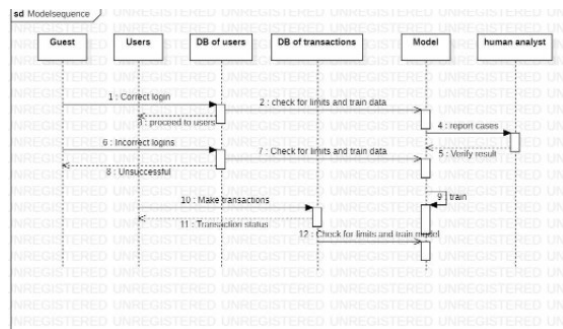 sd Modelsequence
Guest
Users
DB of users
DB of transactions
Model
human analyst
1 : Correct login
2 : check for limits and train data
: proceed to users
4 : report cases
5 : Verify result
6 : Incorrect logins
7 : Check for limits and train data
8 : Unsuccessful
9 : train
10 : Make transactions
11 : Transaction status
12 : Check for limits and train model
UNREGISTERED